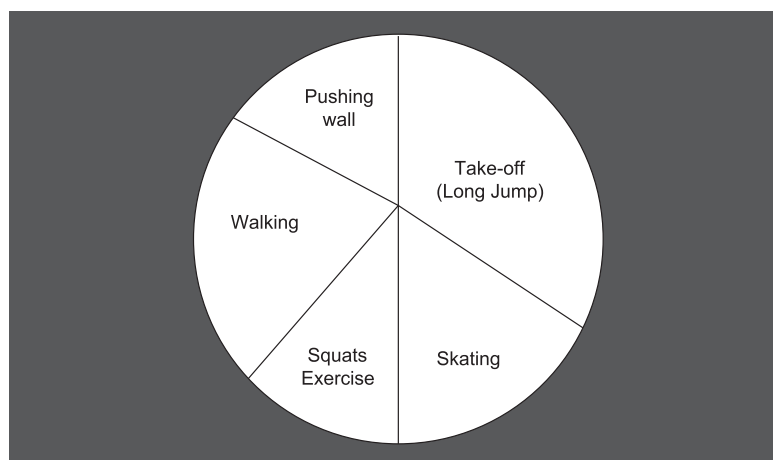 Pushing
wall
Take-off
(Long Jump)
Walking
Squats
Exercise
Skating